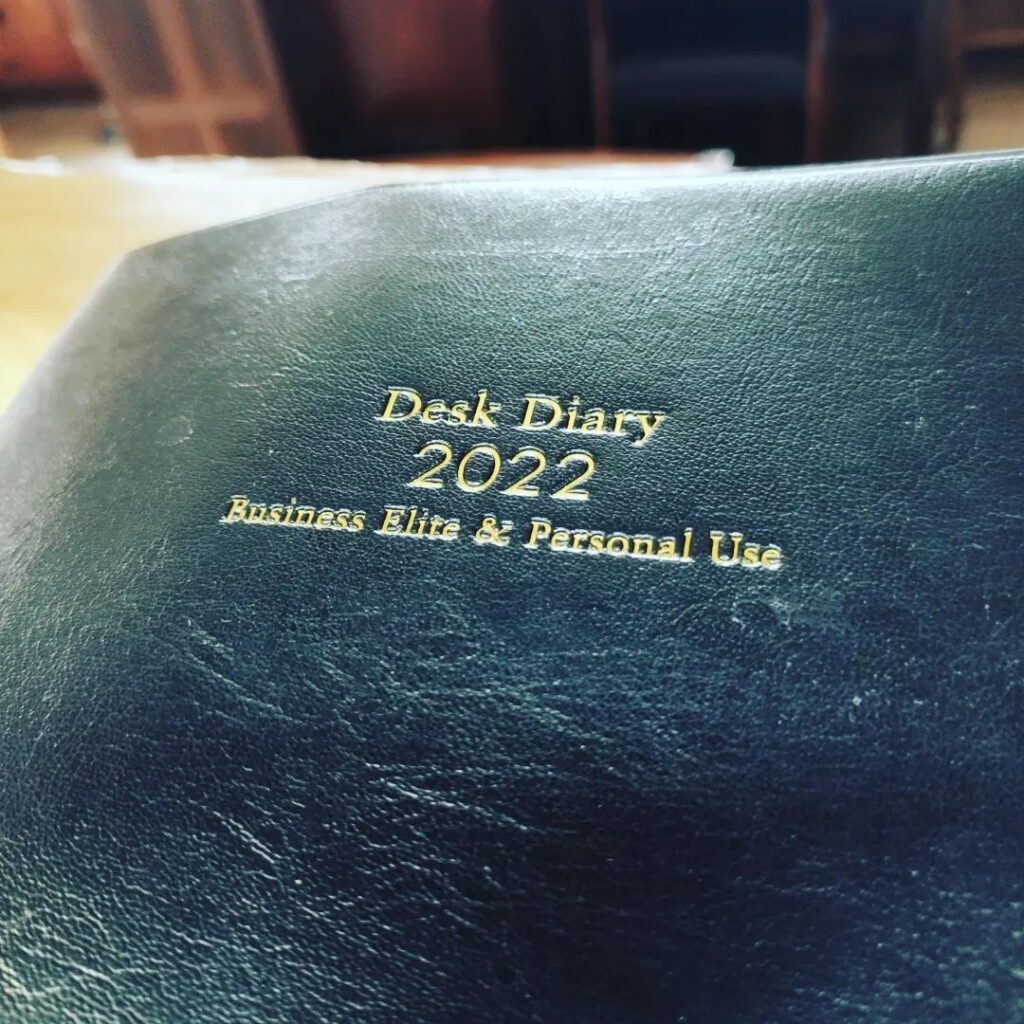 Desk Diary
2022
Business Elite & Personal Use